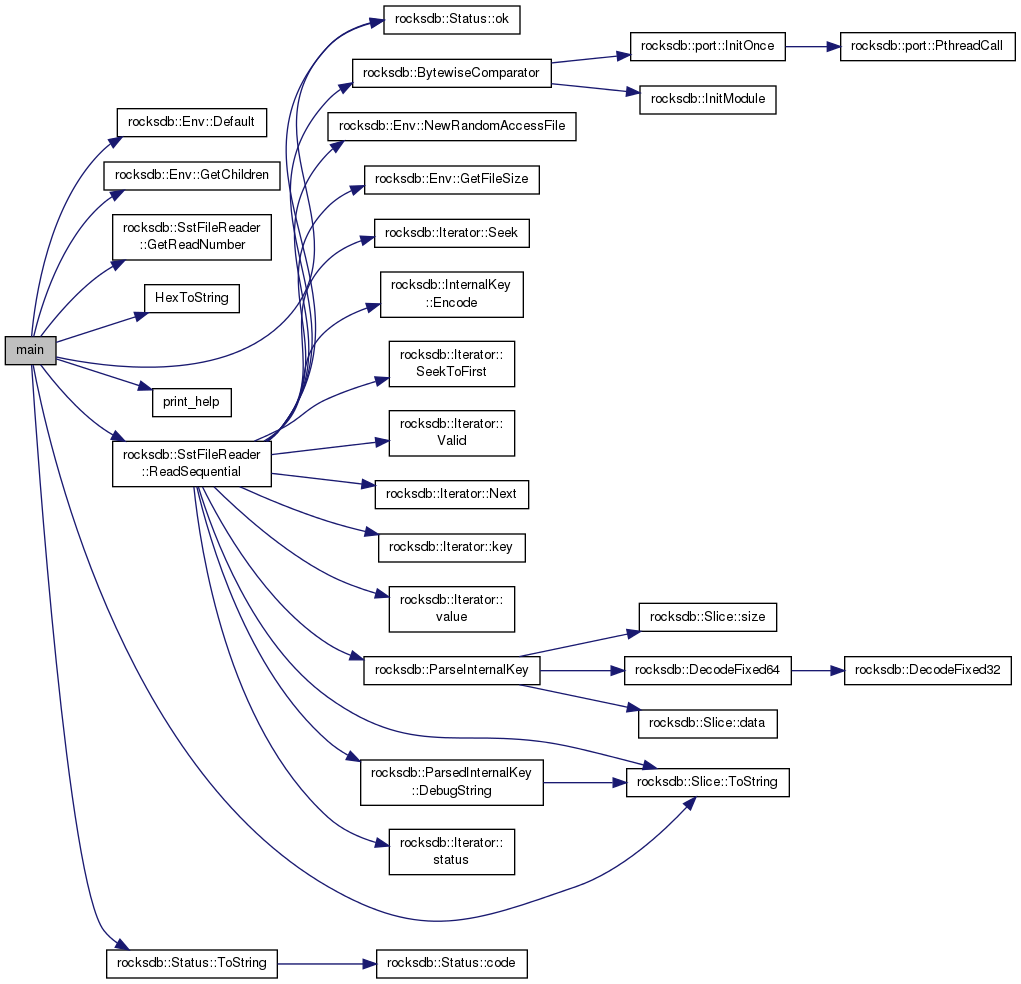 rocksdb::Status::ok
rocksdb::port::InitOnce
rocksdb::port::PthreadCall
rocksdb::BytewiseComparator
rocksdb::InitModule
rocksdb::Env::Default
rocksdb::Env::NewRandomAccessFile
rocksdb::Env::GetChildren
rocksdb::Env::GetFileSize
rocksdb::SstFileReader
::GetReadNumber
rocksdb::Iterator::Seek
HexToString
rocksdb::InternalKey
::Encode
main
rocksdb::Iterator::
SeekToFirst
print_help
rocksdb::Iterator::
Valid
rocksdb::SstFileReader
::ReadSequential
rocksdb::Iterator::Next
rocksdb::Iterator::key
rocksdb::Iterator::
value
rocksdb::Slice::size
rocksdb::ParseInternalKey
rocksdb::DecodeFixed64
rocksdb::DecodeFixed32
rocksdb::Slice::data
rocksdb::ParsedInternalKey
::DebugString
rocksdb::Slice::ToString
rocksdb::Iterator::
status
rocksdb::Status::ToString
rocksdb::Status::code